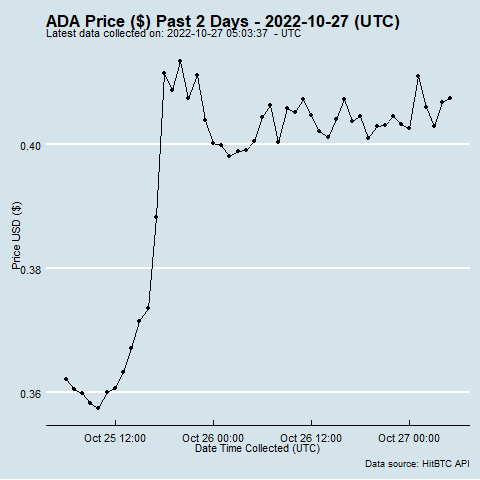 ADA Price ($) Past 2 Days - 2022-10-27 (UTC)
Latest data collected on: 2022-10-27 05:03:37 - UTC
Price USD ($)
0.40
0.38
0.36
Oct 25 12:00 Oct 26 00:00 Oct 26 12:00 Oct 27 00:00
Date Time Collected (UTC)
Data source: HitBTC API